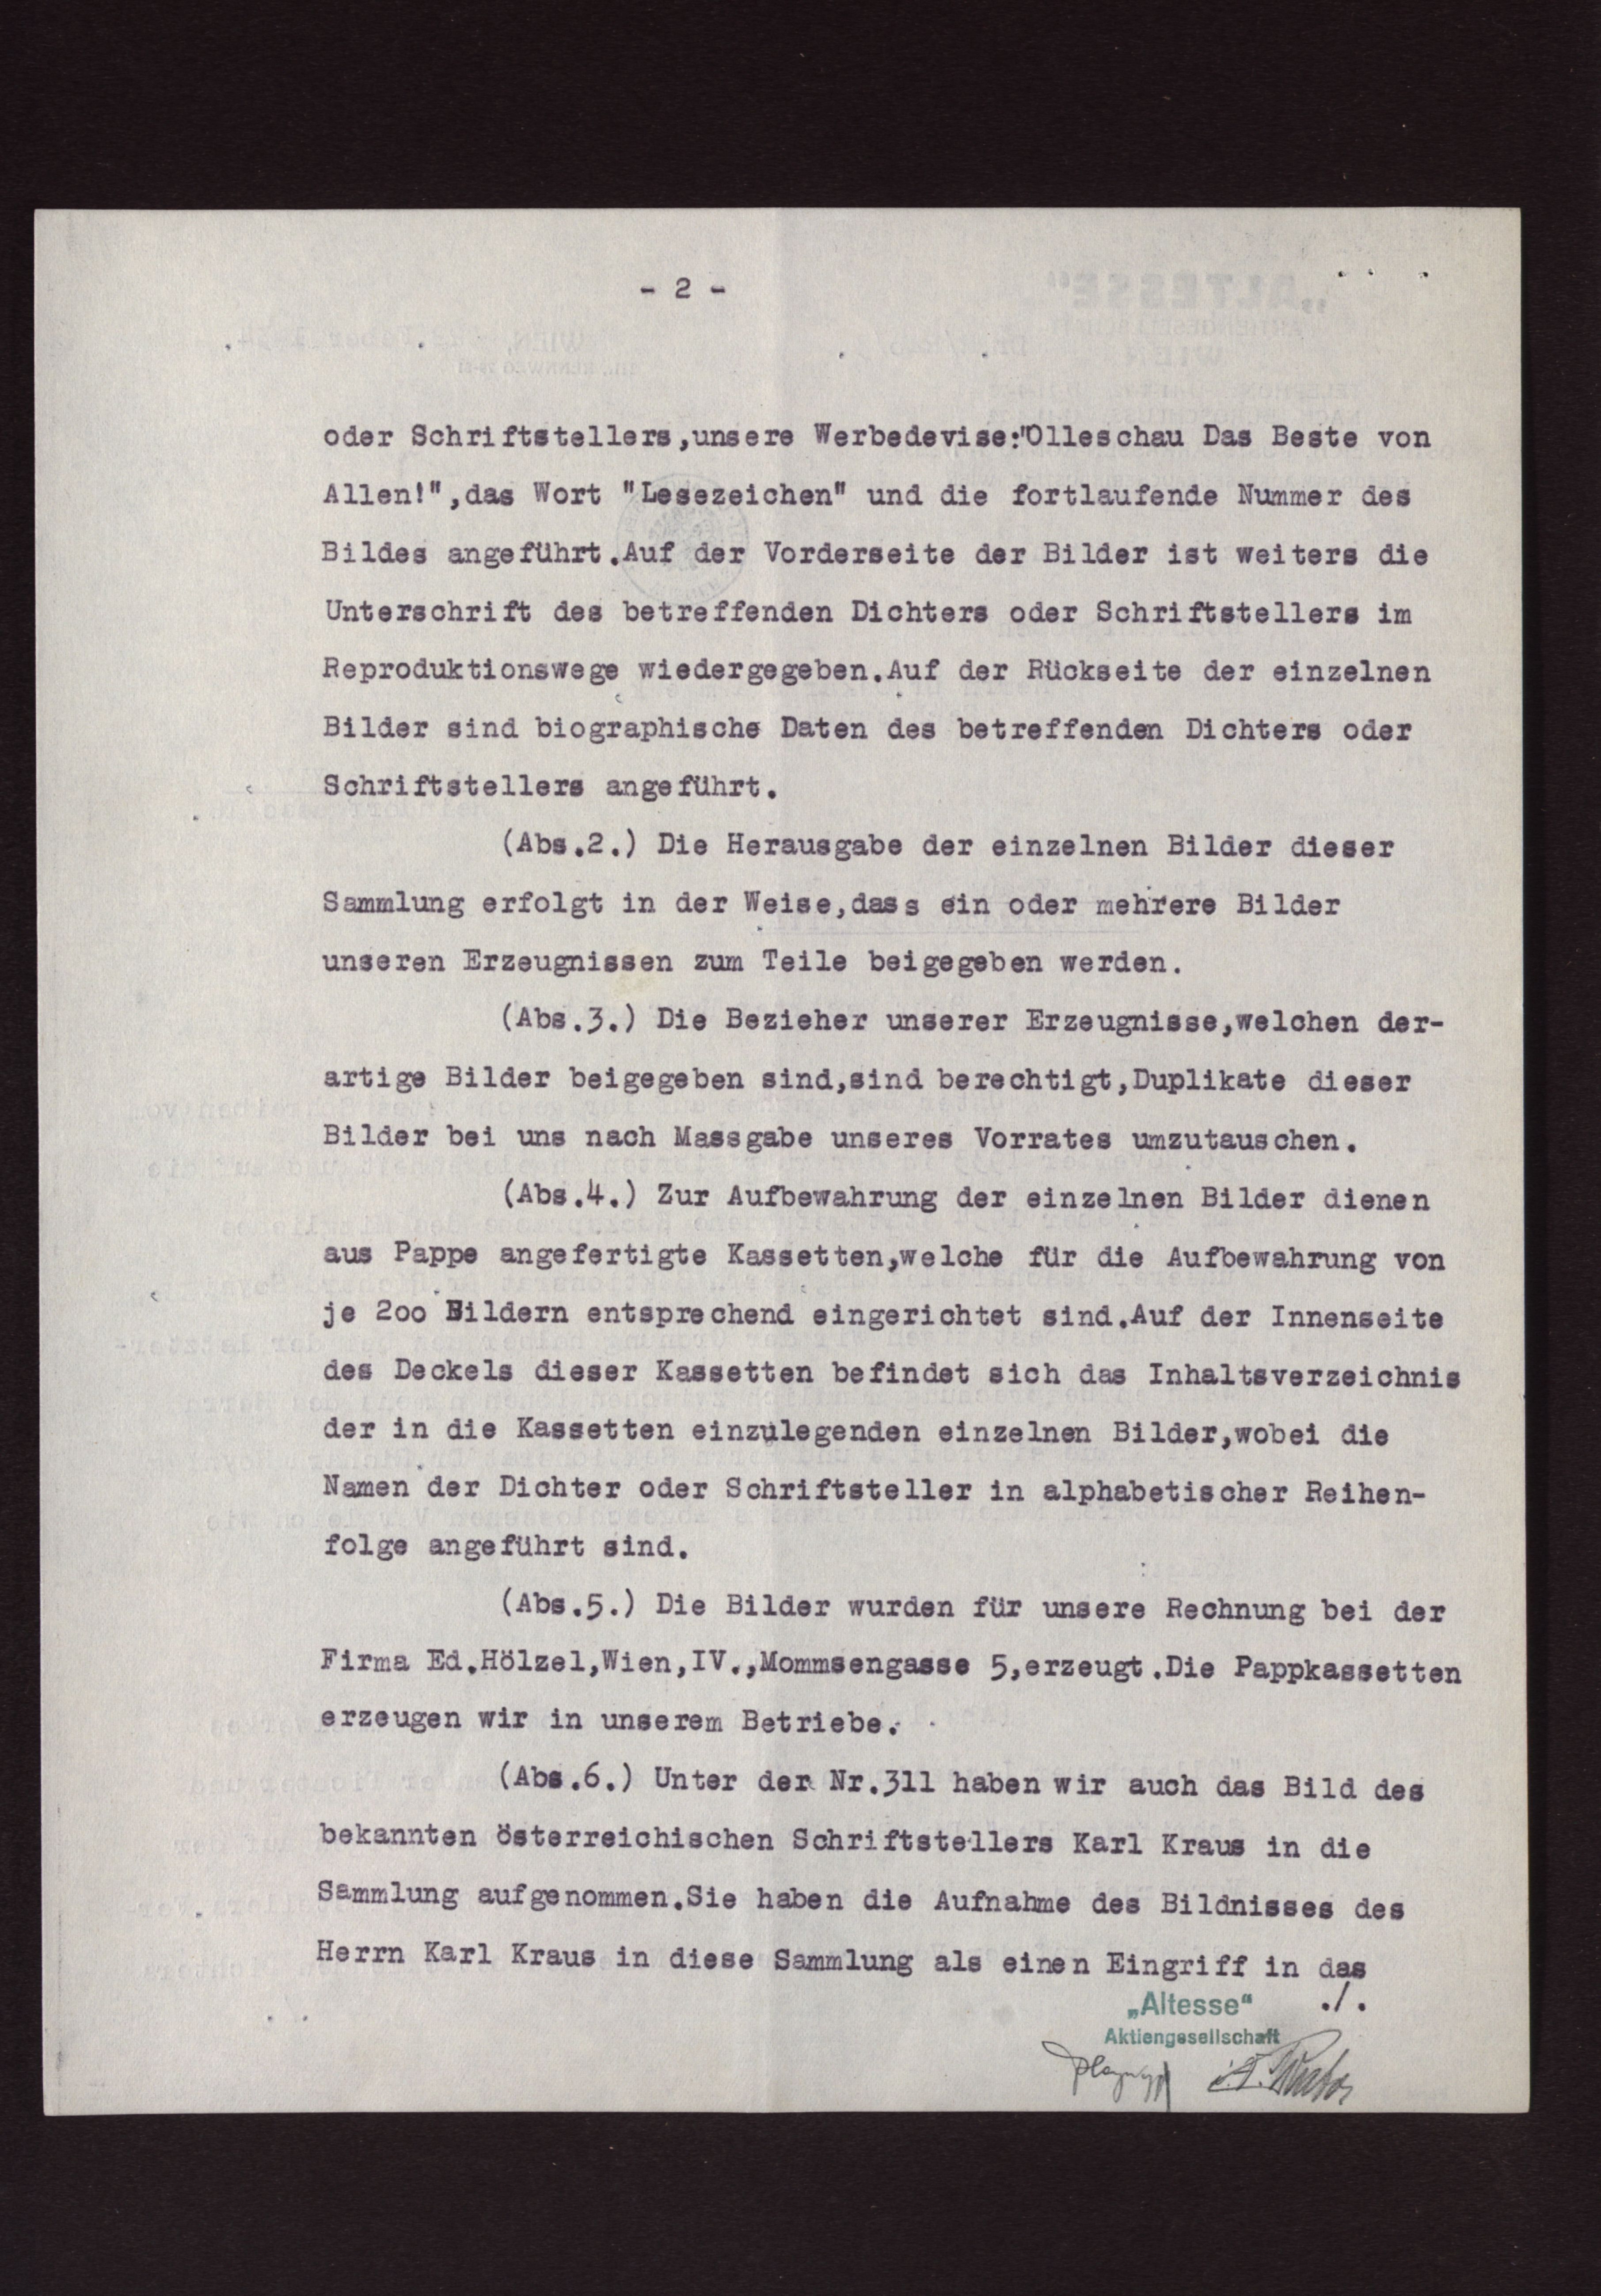 - 2 -
oder Schriftstellers,unsere Werbedevise:"Olleschau Das Beste von
Allen!",das Wort "Lesezeichen" und die fortlaufende Nummer des
Bildes angeführt.Auf der Vorderseite der Bilder ist weiters die
Unterschrift des betreffenden Dichters oder Schriftstellers im
Reproduktionswege wiedergegeben.Auf der Rückseite der einzelnen
Bilder sind biographische Daten des betreffenden Dichters oder
Schriftstellers angeführt.
(Abs.2.) Die Herausgabe der einzelnen Bilder dieser
Sammlung erfolgt in der Weise,dass ein oder mehrere Bilder
unseren Erzeugnissen zum Teile beigegeben werden.
(Abs.3.) Die Bezieher unserer Erzeugnisse,welchen der-
artige Bilder beigegeben sind,sind berechtigt,Duplikate dieser
Bilder bei uns nach Massgabe unseres Vorrates umzutauschen.
(Abs.4.) Zur Aufbewahrung der einzelnen Bilder dienen
aus Pappe angefertigte Kassetten,welche für die Aufbewahrung von
je 2oo Bildern entsprechend eingerichtet sind.Auf der Innenseite
des Deckels dieser Kassetten befindet sich das Inhaltsverzeichnis
der in die Kassetten einzulegenden einzelnen Bilder,wobei die
Namen der Dichter oder Schriftsteller in alphabetischer Reihen-
folge angeführt sind.
(Abs.5.) Die Bilder wurden für unsere Rechnung bei der
Firma Ed.Hölzel,Wien,IV.,Mommsengasse 5,erzeugt.Die Pappkassetten
erzeugen wir in unserem Betriebe.
(Abs.6.) Unter der Nr.311 haben wir auch das Bild des
bekannten österreichischen Schriftstellers Karl Kraus in die
Sammlung aufgenommen.Sie haben die Aufnahme des Bildnisses des
Herrn Karl Kraus in diese Sammlung als einen Eingriff in das
„Altesse“ ./.
Aktiengesellschaft